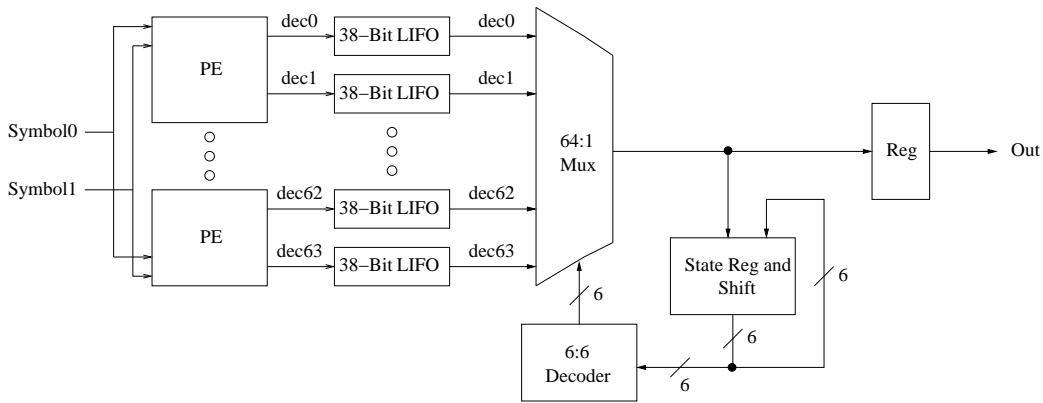 dec0
38–Bit LIFO
dec0
PE
dec1
38–Bit LIFO
dec1
Symbol0
64:1
Mux
Reg
Out
Symbol1
dec62
38–Bit LIFO
dec62
PE
dec63
38–Bit LIFO
dec63
State Reg and
Shift
6
6
6
6:6
Decoder
6